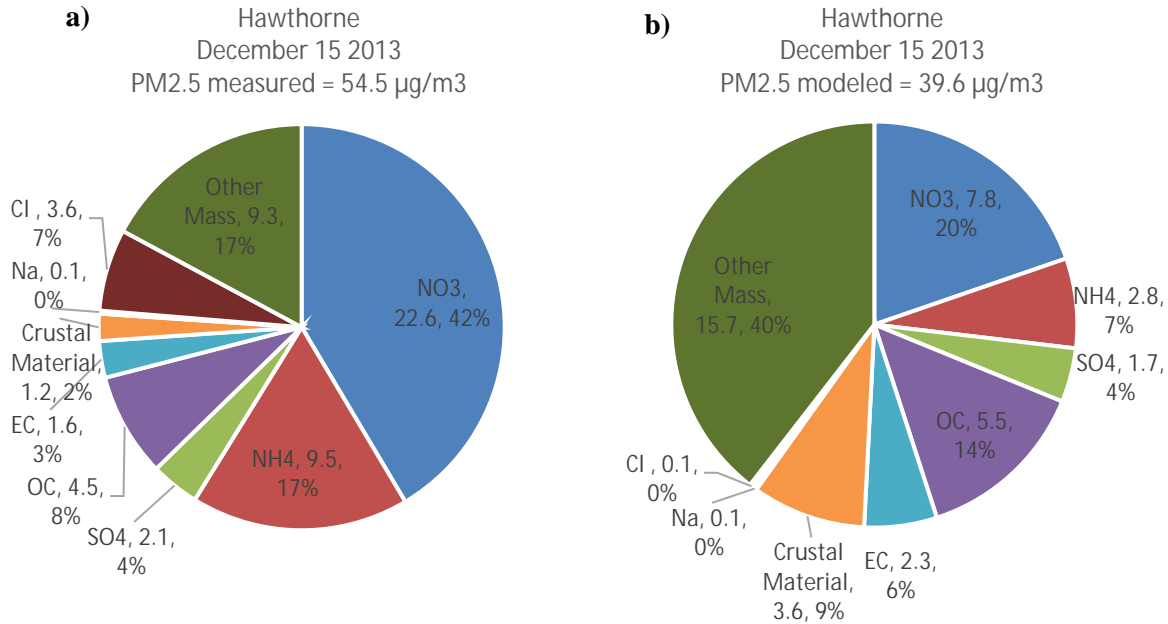 a)
Hawthorne
December 15 2013
PM2.5 measured = 54.5 µg/m3
Other
Mass, 9.3,
17%
Cl , 3.6,
7%
Na, 0.1,
0%
Crustal
Material,
1.2, 2%
EC, 1.6,
3%
OC, 4.5,
8%
SO4, 2.1,
4%
NH4, 9.5,
17%
NO3,
22.6, 42%
b)
Hawthorne
December 15 2013
PM2.5 modeled = 39.6 µg/m3
NO3, 7.8,
20%
NH4, 2.8,
7%
SO4, 1.7,
4%
OC, 5.5,
14%
EC, 2.3,
6%
Crustal
Material,
3.6, 9%
Na, 0.1,
0%
Cl , 0.1,
0%
Other
Mass,
15.7, 40%